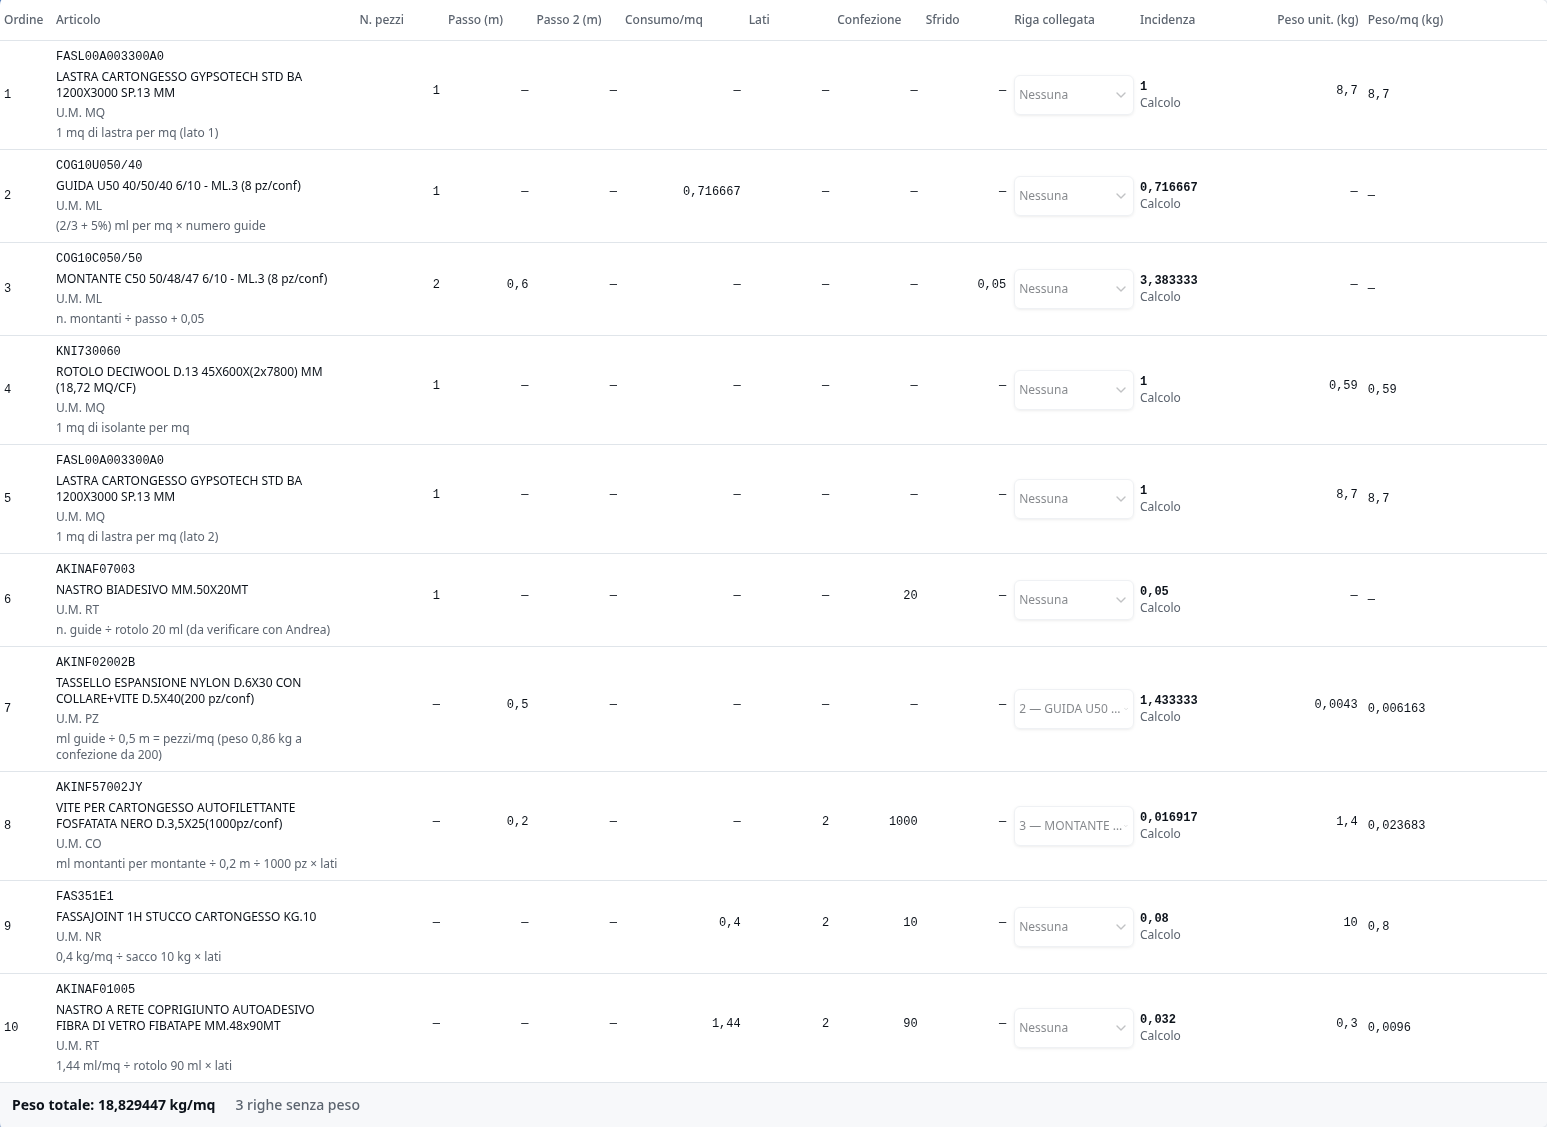 Ordine Articolo N. pezzi Passo (m) Passo 2 (m) Consumo/mq Lati Confezione Sfrido Riga collegata Incidenza Peso unit. (kg) Peso/mq (kg)
FASL00A003300A0
LASTRA CARTONGESSO GYPSOTECH STD BA
1200X3000 SP.13 MM
1 1 — — — — — — Nessuna 1 8,7 8,7
Calcolo
U.M. MQ
1 mq di lastra per mq (lato 1)
COG10U050/40
GUIDA U50 40/50/40 6/10 - ML.3 (8 pz/conf)
2 1 — — 0,716667 — — — Nessuna 0,716667 — —
Calcolo
U.M. ML
(2/3 + 5%) ml per mq × numero guide
COG10C050/50
MONTANTE C50 50/48/47 6/10 - ML.3 (8 pz/conf)
3 2 0,6 — — — — 0,05 Nessuna 3,383333 — —
Calcolo
U.M. ML
n. montanti ÷ passo + 0,05
KNI730060
ROTOLO DECIWOOL D.13 45X600X(2x7800) MM
(18,72 MQ/CF)
4 1 — — — — — — Nessuna 1 0,59 0,59
Calcolo
U.M. MQ
1 mq di isolante per mq
FASL00A003300A0
LASTRA CARTONGESSO GYPSOTECH STD BA
1200X3000 SP.13 MM
5 1 — — — — — — Nessuna 1 8,7 8,7
Calcolo
U.M. MQ
1 mq di lastra per mq (lato 2)
AKINAF07003
NASTRO BIADESIVO MM.50X20MT
6 1 — — — — 20 — Nessuna 0,05 — —
Calcolo
U.M. RT
n. guide ÷ rotolo 20 ml (da verificare con Andrea)
AKINF02002B
TASSELLO ESPANSIONE NYLON D.6X30 CON
COLLARE+VITE D.5X40(200 pz/conf)
7 — 0,5 — — — — — 2 — GUIDA U50 ... 1,433333 0,0043 0,006163
Calcolo
U.M. PZ
ml guide ÷ 0,5 m = pezzi/mq (peso 0,86 kg a
confezione da 200)
AKINF57002JY
VITE PER CARTONGESSO AUTOFILETTANTE
FOSFATATA NERO D.3,5X25(1000pz/conf)
8 — 0,2 — — 2 1000 — 3 — MONTANTE ... 0,016917 1,4 0,023683
Calcolo
U.M. CO
ml montanti per montante ÷ 0,2 m ÷ 1000 pz × lati
FAS351E1
FASSAJOINT 1H STUCCO CARTONGESSO KG.10
9 — — — 0,4 2 10 — Nessuna 0,08 10 0,8
Calcolo
U.M. NR
0,4 kg/mq ÷ sacco 10 kg × lati
AKINAF01005
NASTRO A RETE COPRIGIUNTO AUTOADESIVO
FIBRA DI VETRO FIBATAPE MM.48x90MT
10 — — — 1,44 2 90 — Nessuna 0,032 0,3 0,0096
Calcolo
U.M. RT
1,44 ml/mq ÷ rotolo 90 ml × lati
Peso totale: 18,829447 kg/mq 3 righe senza peso